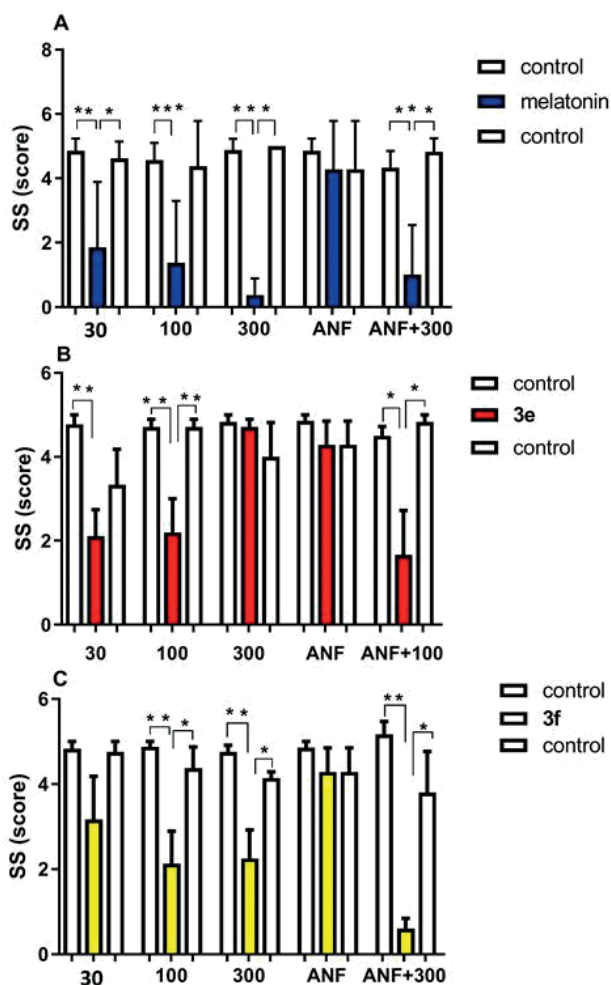 A
8
6
4
2
0
SS (score)
** *
***
*** *
*** *
30 100 300 ANF ANF+300
control
melatonin
control
B
6
4
2
0
SS (score)
**
** **
* *
30 100 300 ANF ANF+100
control
3e
control
C
6
4
2
0
SS (score)
** *
** *
** *
30 100 300 ANF ANF+300
control
3f
control